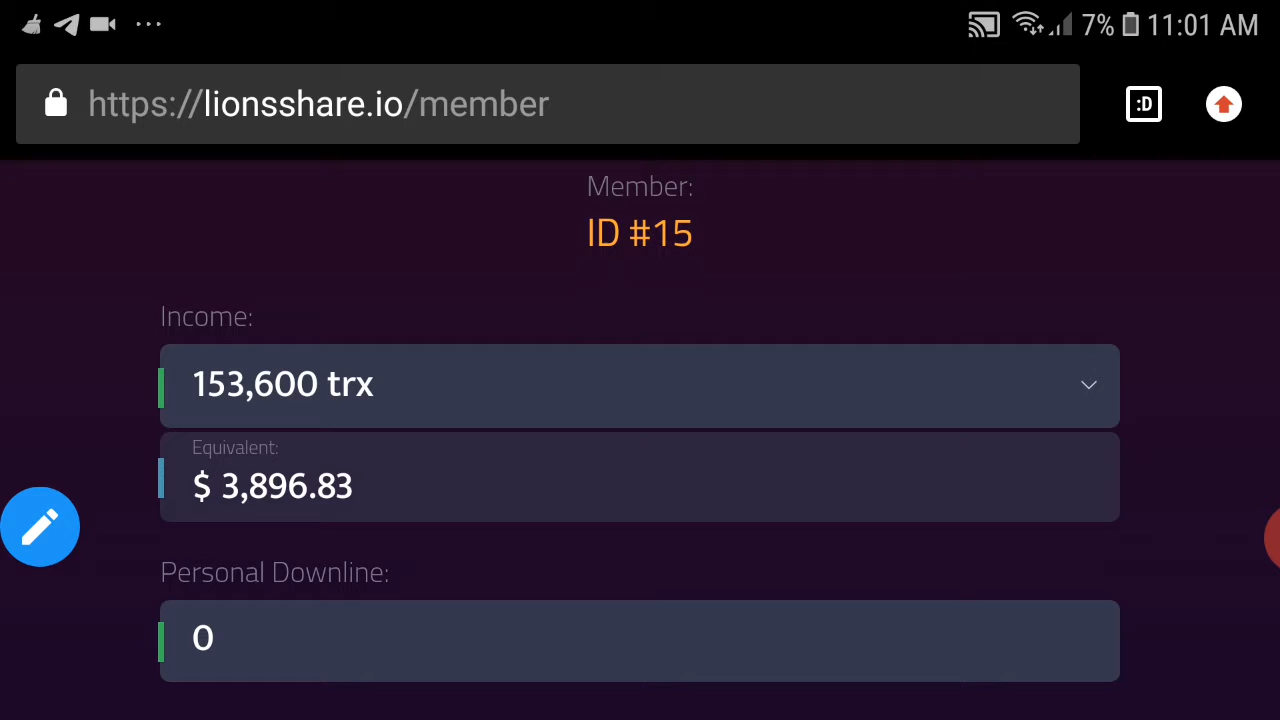 7% 11:01 AM
https://lionsshare.io/member
:D
Member:
ID #15
Income:
153,600 trx
Equivalent:
$ 3,896.83
Personal Downline:
0